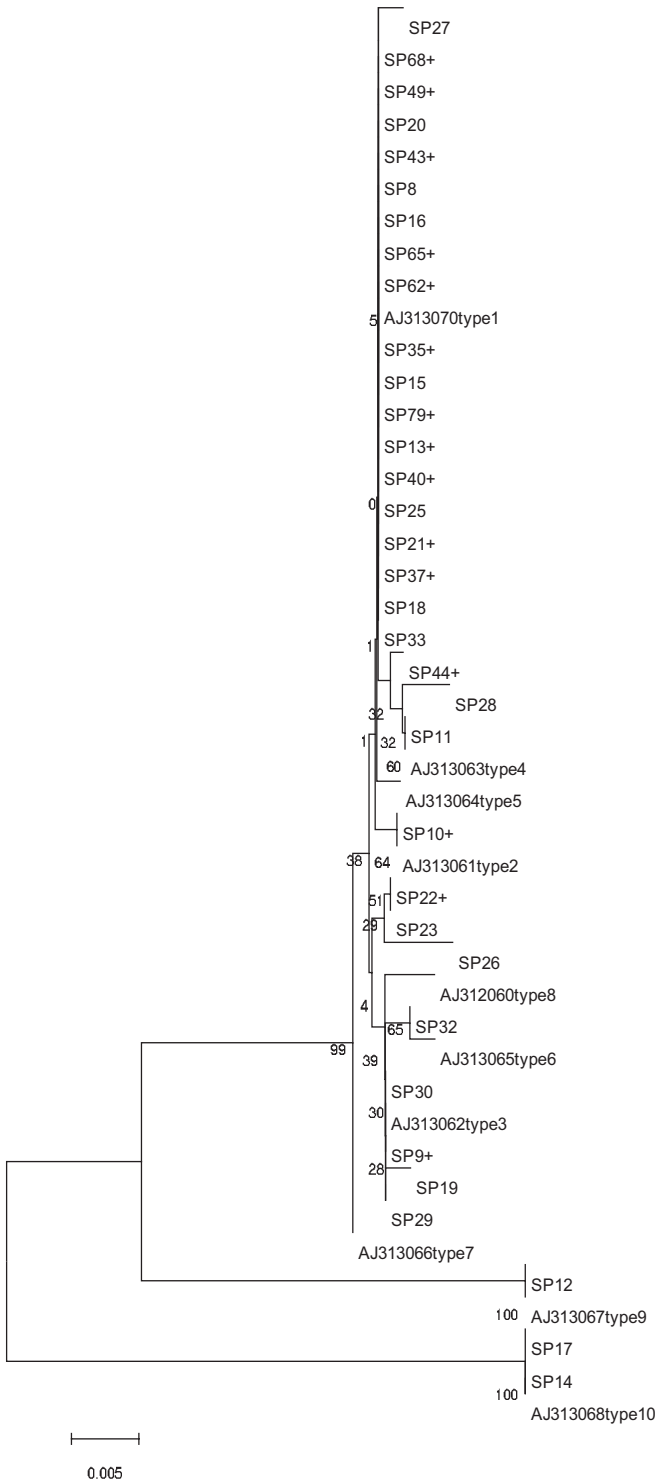 SP27
SP68+
SP49+
SP20
SP43+
SP8
SP16
SP65+
SP62+
5 AJ313070type1
SP35+
SP15
SP79+
SP13+
SP40+
0 SP25
SP21+
SP37+
SP18
1 SP33
SP44+
SP28
32
1 32 SP11
60 AJ313063type4
AJ313064type5
SP10+
38 64 AJ313061type2
51 SP22+
29 SP23
SP26
AJ312060type8
4
65 SP32
99 39 AJ313065type6
SP30
30 AJ313062type3
SP9+
28 SP19
SP29
AJ313066type7
SP12
100 AJ313067type9
SP17
SP14
100
AJ313068type10
0.005